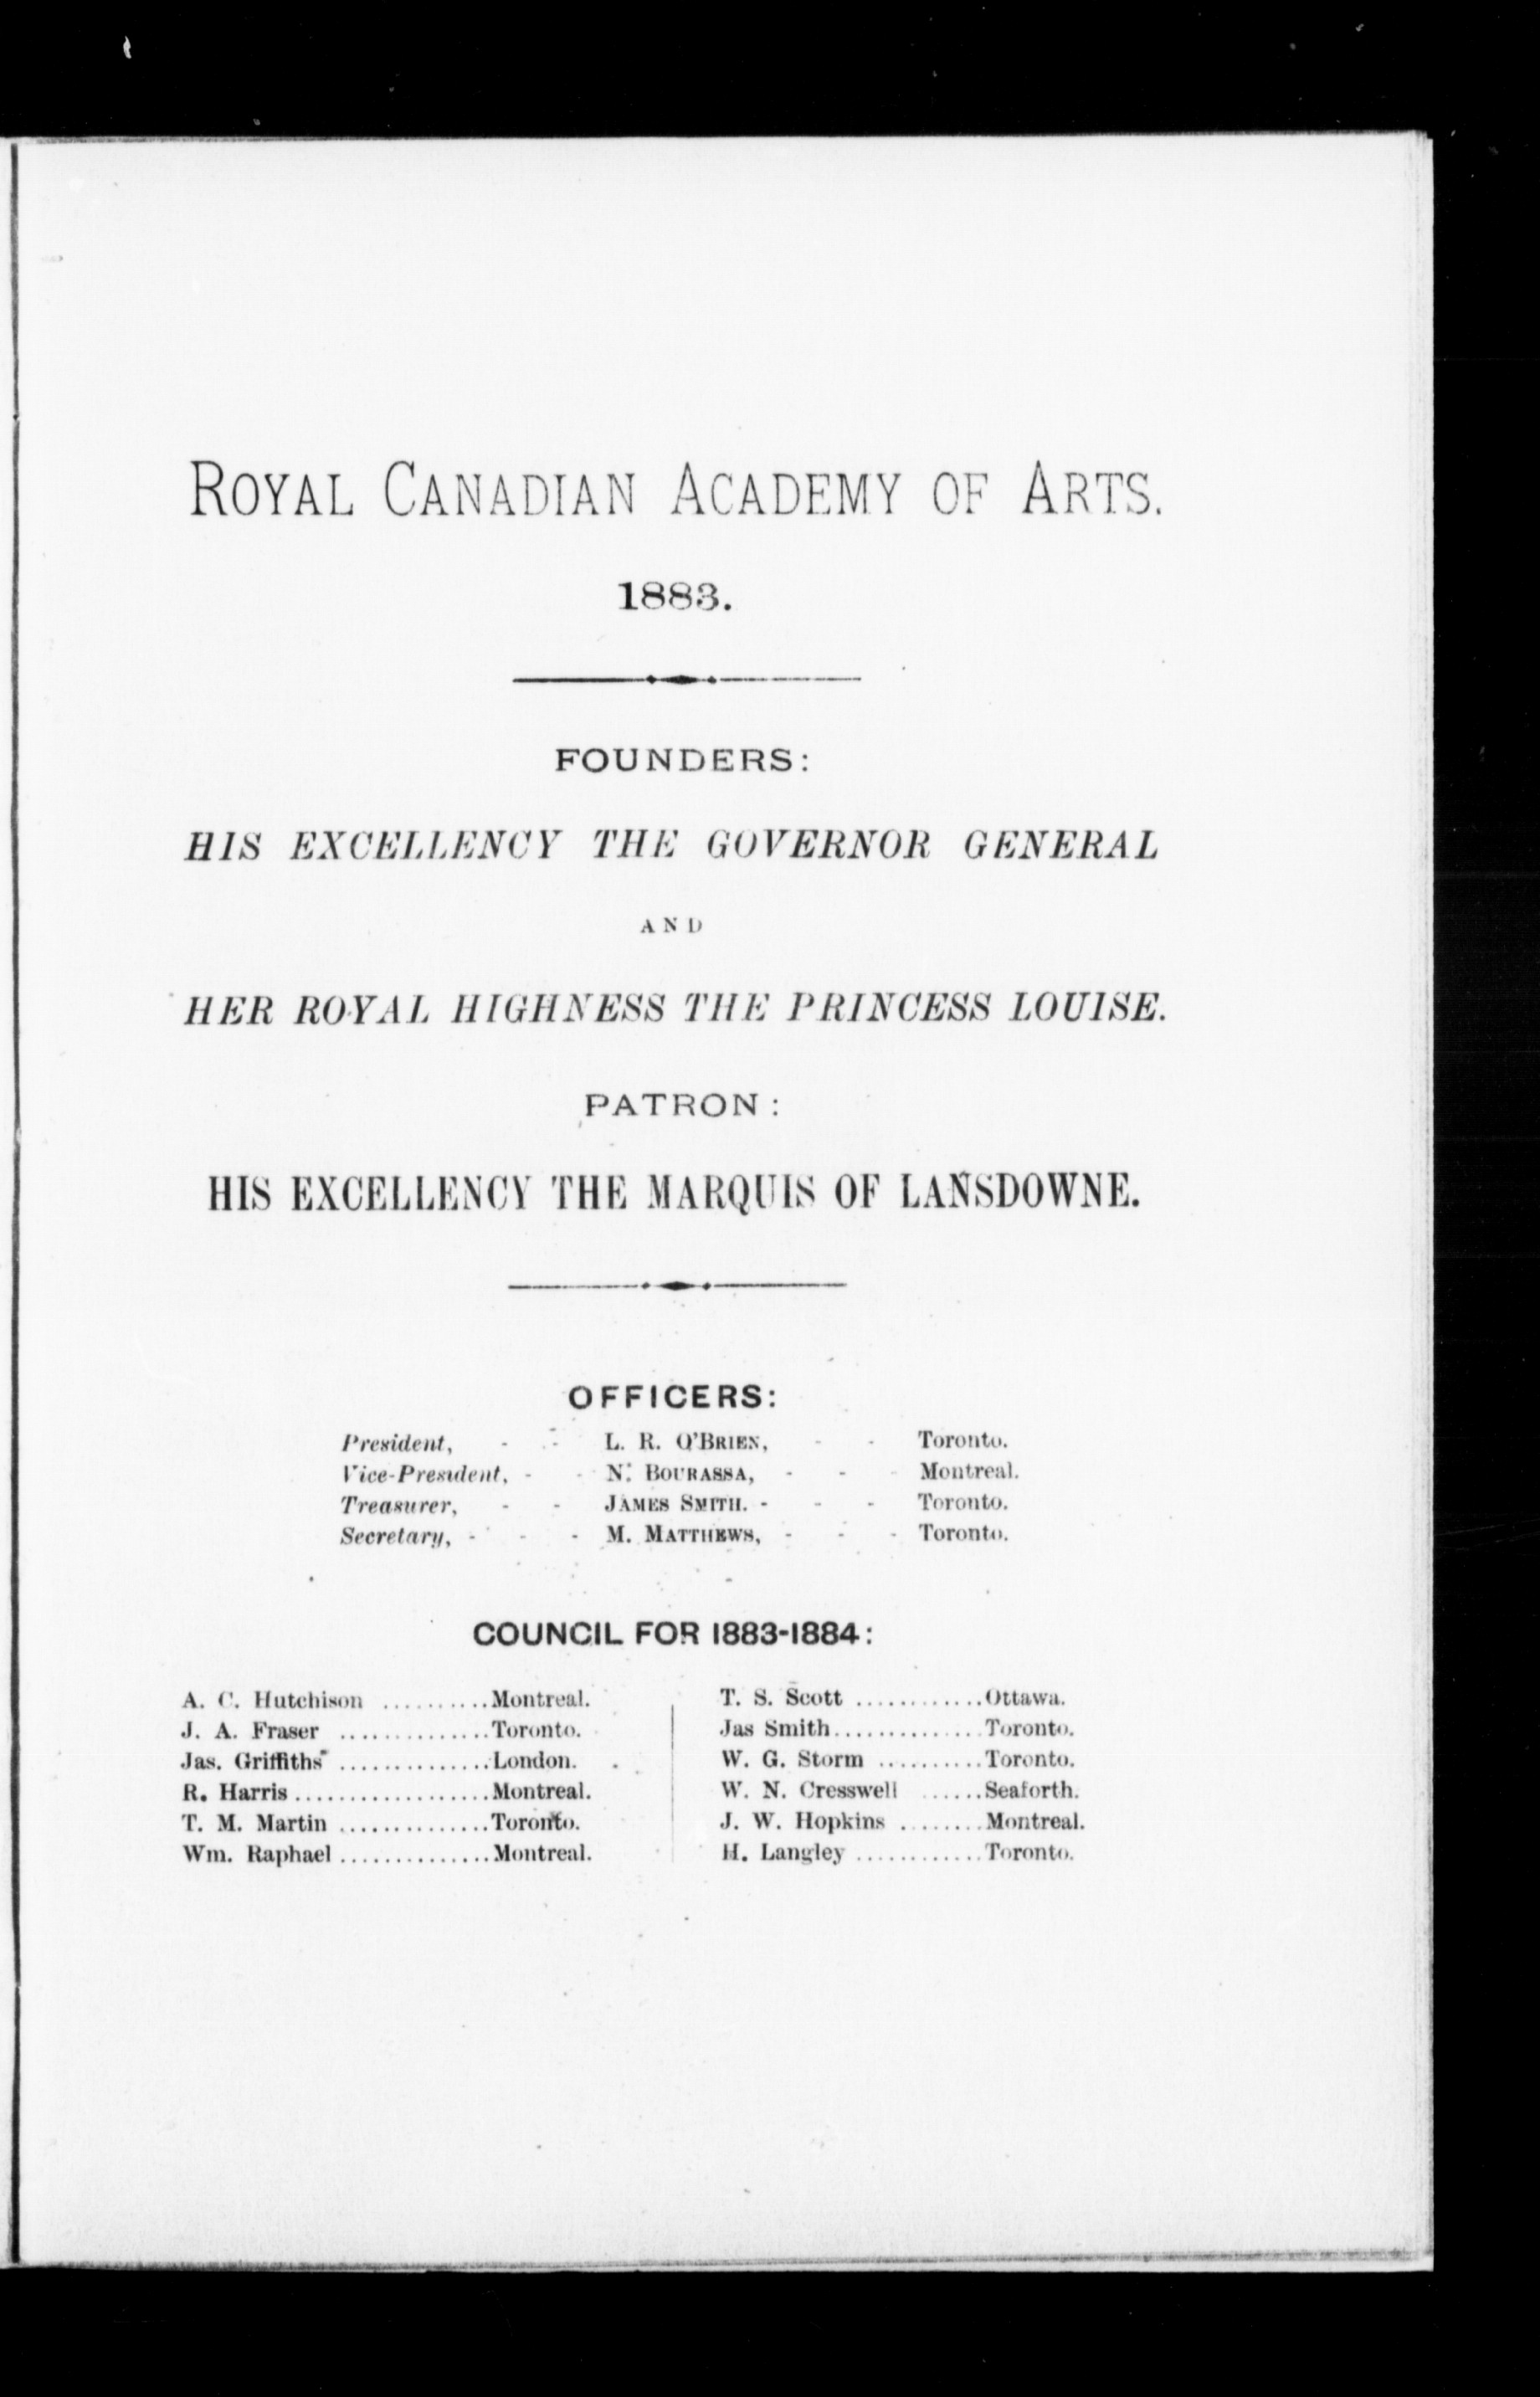 ROYAL CANADIAN ACADEMY OF ARTS.
1883.
FOUNDERS:
HIS EXCELLENCY THE GOVERNOR GENERAL
AND
HER ROYAL HIGHNESS THE PRINCESS LOUISE.
PATRON:
HIS EXCELLENCY THE MARQUIS OF LANSDOWNE.
OFFICERS:
President, - - L. R. O'BRIEN, - - Toronto.
Vice-President, - - N. BOURASSA, - - - Montreal.
Treasurer, - - JAMES SMITH. - - - Toronto.
Secretary, - - - M. MATTHEWS, - - - Toronto.
COUNCIL FOR 1883-1884:
A. C. Hutchison ..........Montreal.
J. A. Fraser ..............Toronto.
Jas. Griffiths ..............London.
R. Harris..................Montreal.
T. M. Martin ..............Toronto.
Wm. Raphael ..............Montreal.
T. S. Scott ............Ottawa.
Jas Smith..............Toronto.
W. G. Storm ..........Toronto.
W. N. Cresswell ......Seaforth.
J. W. Hopkins ........Montreal.
H. Langley ............Toronto.